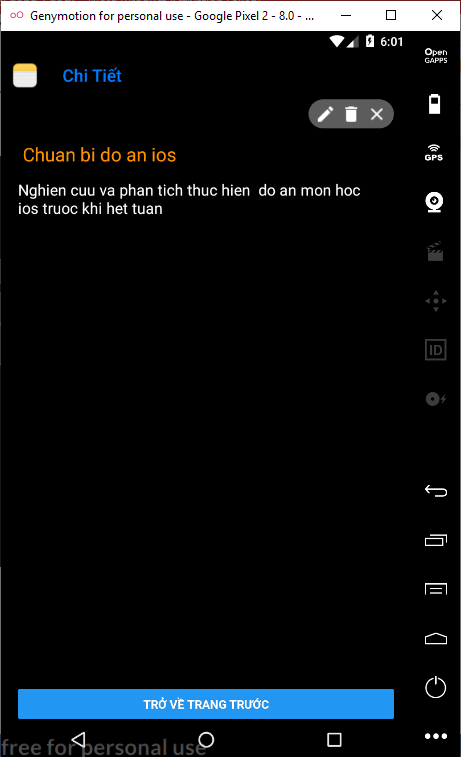 Genymotion for personal use - Google Pixel 2 - 8.0 - ...
6:01
Open
GAPPS
Chi Tiết
GPS
Chuan bi do an ios
Nghien cuu va phan tich thuc hien  do an mon hoc
ios truoc khi het tuan
ID
TRỞ VỀ TRANG TRƯỚC
free for personal use